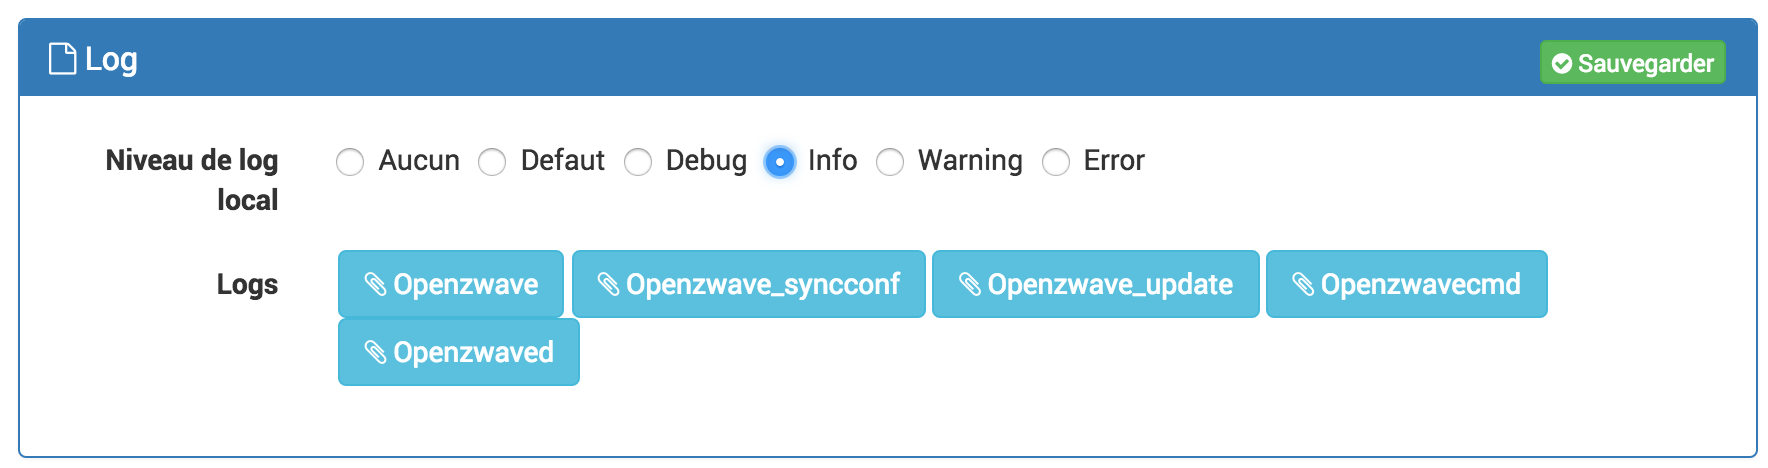 Log
Sauvegarder
Niveau de log local
Aucun Defaut Debug Info Warning Error
Logs
Openzwave Openzwave_syncconf Openzwave_update Openzwavecmd
Openzwaved